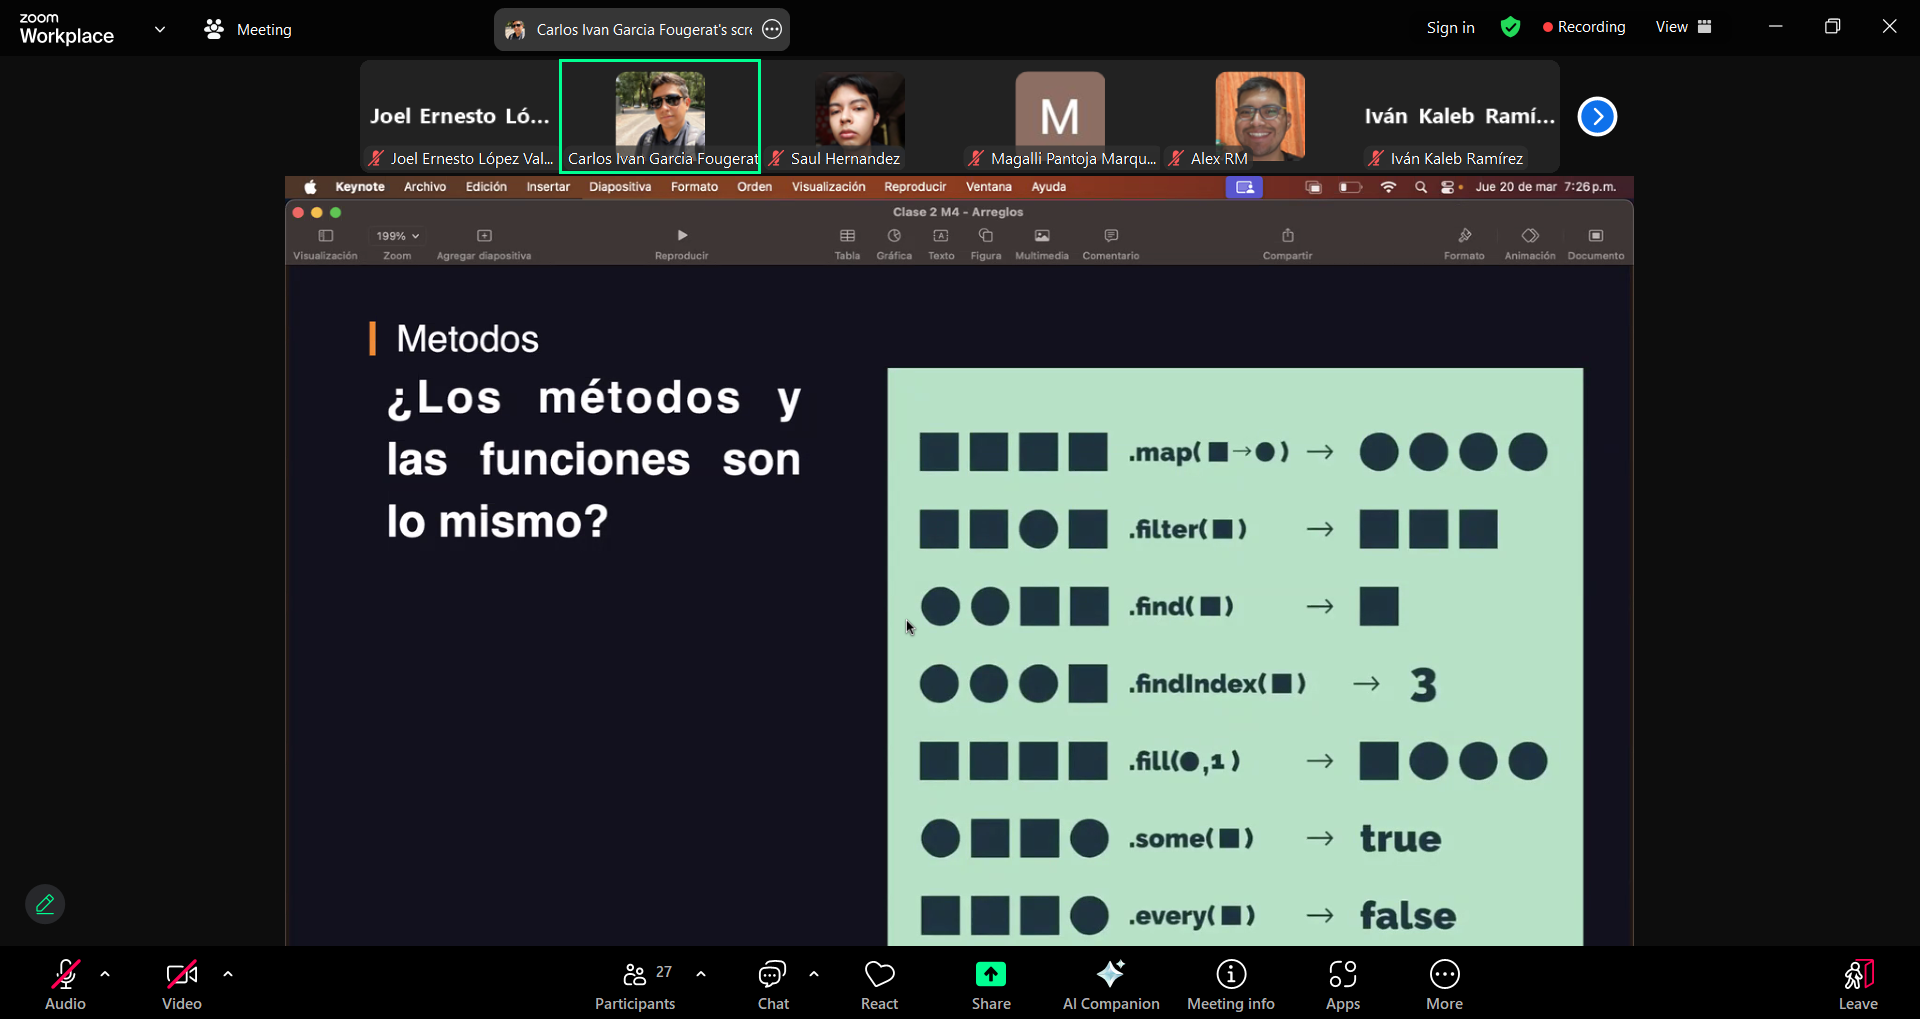 zoom
Workplace
Meeting
Carlos Ivan Garcia Fougerat's scre
Sign in
Recording
View
Joel Ernesto Ló...
M
Iván Kaleb Ramí...
Joel Ernesto López Val...
Carlos Ivan Garcia Fougerat
Saul Hernandez
Magalli Pantoja Marqu...
Alex RM
Iván Kaleb Ramírez
Keynote Archivo Edición Insertar Diapositiva Formato Orden Visualización Reproducir Ventana Ayuda
Jue 20 de mar 7:26 p.m.
Clase 2 M4 - Arreglos
199%
Visualización Zoom Agregar diapositiva Reproducir Tabla Gráfica Texto Figura Multimedia Comentario Compartir Formato Animación Documento
Metodos
¿Los métodos y
las funciones son
lo mismo?
.map( ■→● ) →
.filter( ■ ) →
.find( ■ ) →
.findIndex( ■ ) → 3
.fill(●,1 ) →
.some( ■ ) → true
.every( ■ ) → false
Audio
Video
27
Participants
Chat
React
Share
AI Companion
Meeting info
Apps
More
Leave